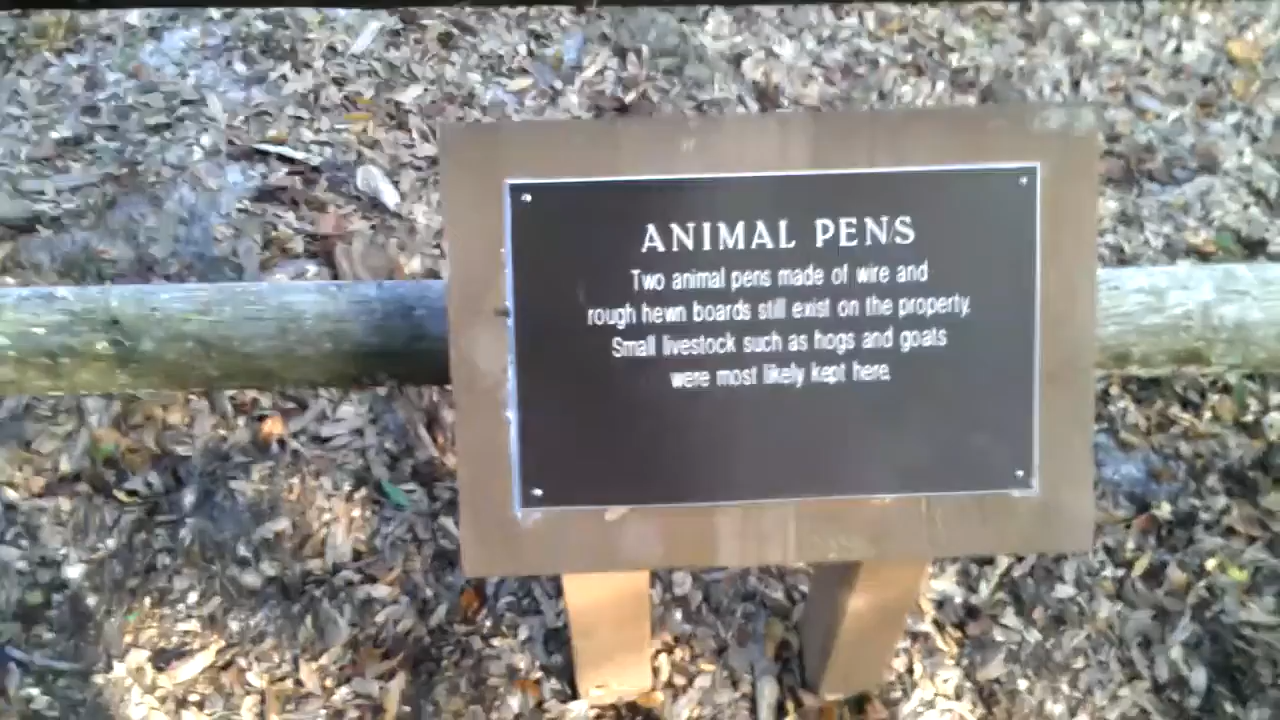 ANIMAL PENS
Two animal pens made of wire and
rough hewn boards still exist on the property.
Small livestock such as hogs and goats
were most likely kept here.